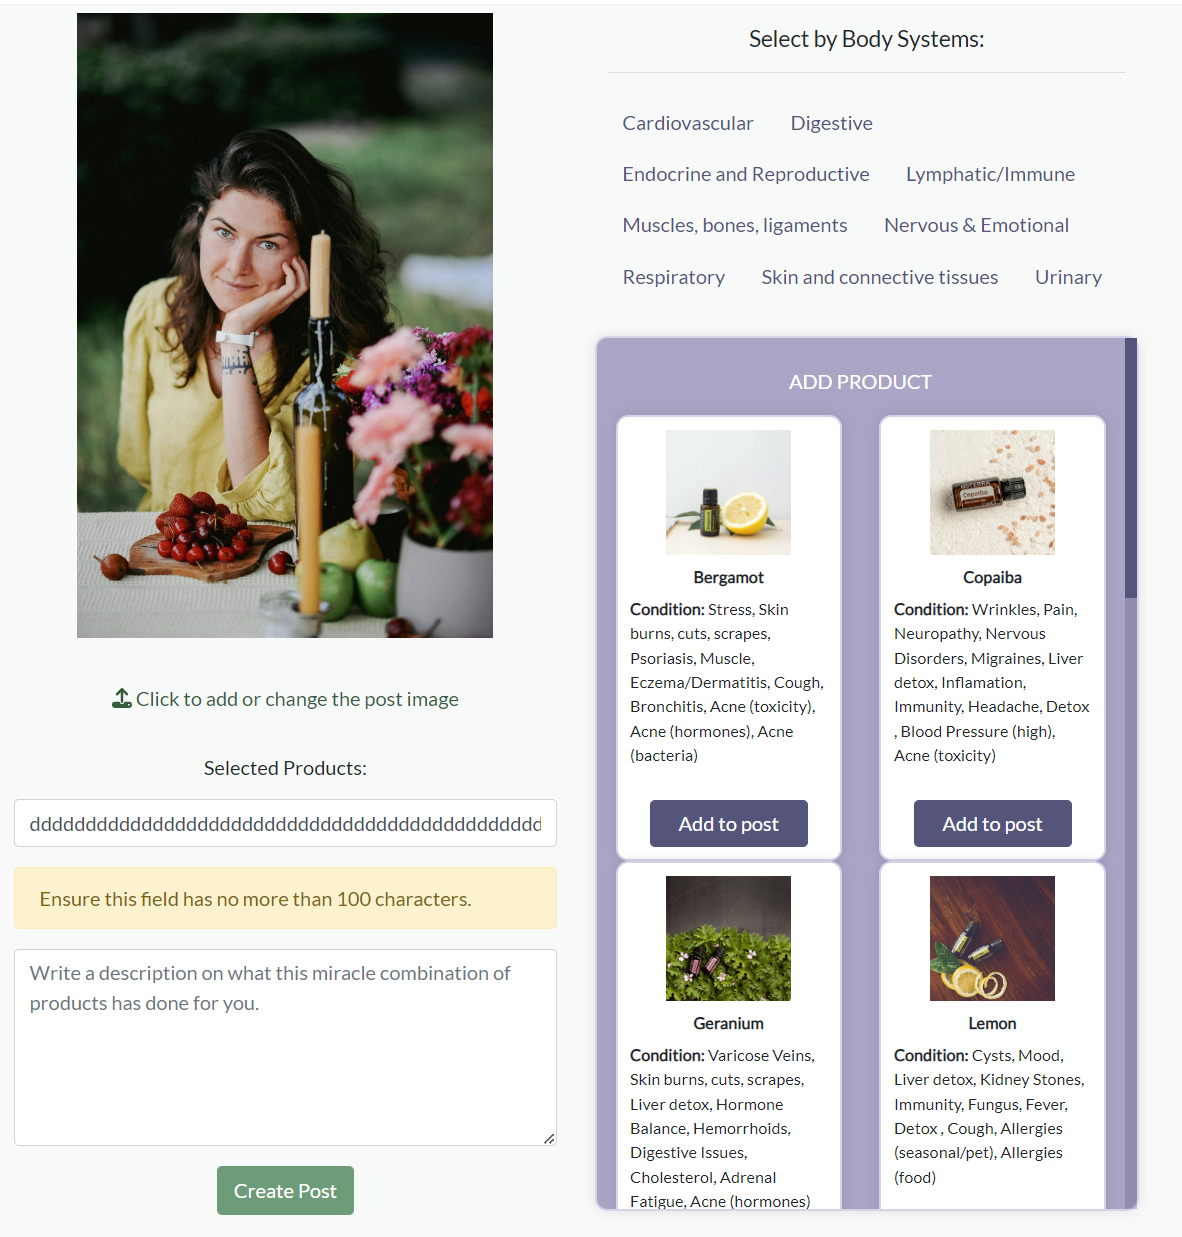 Click to add or change the post image
Selected Products:
Ensure this field has no more than 100 characters.
Write a description on what this miracle combination of
products has done for you.
Create Post
Select by Body Systems:
Cardiovascular Digestive
Endocrine and Reproductive Lymphatic/Immune
Muscles, bones, ligaments Nervous & Emotional
Respiratory Skin and connective tissues Urinary
ADD PRODUCT
Bergamot
Condition: Stress, Skin
burns, cuts, scrapes,
Psoriasis, Muscle,
Eczema/Dermatitis, Cough,
Bronchitis, Acne (toxicity),
Acne (hormones), Acne
(bacteria)
Add to post
Copaiba
Copaiba
Condition: Wrinkles, Pain,
Neuropathy, Nervous
Disorders, Migraines, Liver
detox, Inflamation,
Immunity, Headache, Detox
, Blood Pressure (high),
Acne (toxicity)
Add to post
Geranium
Condition: Varicose Veins,
Skin burns, cuts, scrapes,
Liver detox, Hormone
Balance, Hemorrhoids,
Digestive Issues,
Cholesterol, Adrenal
Fatigue, Acne (hormones)
Lemon
Condition: Cysts, Mood,
Liver detox, Kidney Stones,
Immunity, Fungus, Fever,
Detox , Cough, Allergies
(seasonal/pet), Allergies
(food)